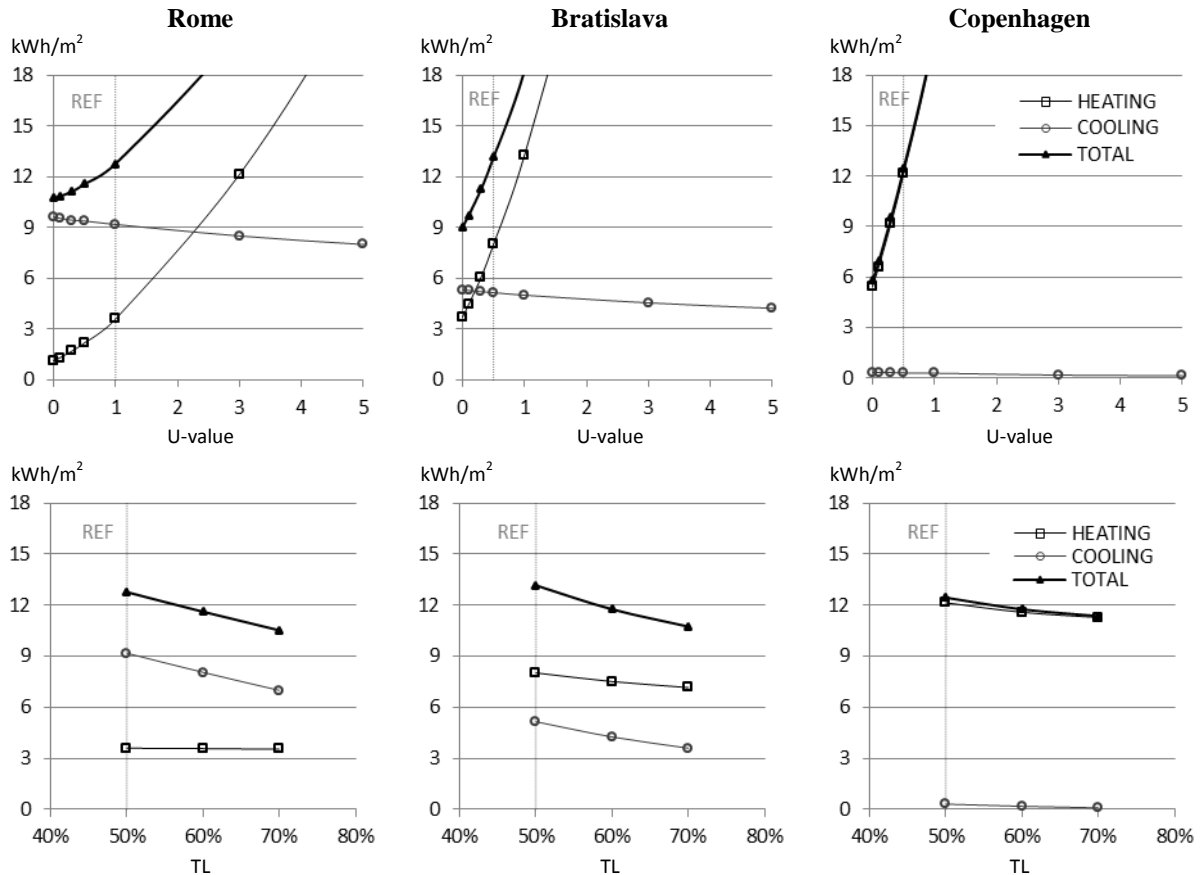 Rome Bratislava Copenhagen
kWh/m² kWh/m² kWh/m²
18 18 18
REF REF REF HEATING
15 15 15
COOLING
TOTAL
12 12 12
9 9 9
6 6 6
3 3 3
0 0 0
0 1 2 3 4 5 0 1 2 3 4 5 0 1 2 3 4 5
U-value U-value U-value
kWh/m² kWh/m² kWh/m²
18 18 18
REF REF REF HEATING
15 15 15
COOLING
TOTAL
12 12 12
9 9 9
6 6 6
3 3 3
0 0 0
40% 50% 60% 70% 80% 40% 50% 60% 70% 80% 40% 50% 60% 70% 80%
TL TL TL